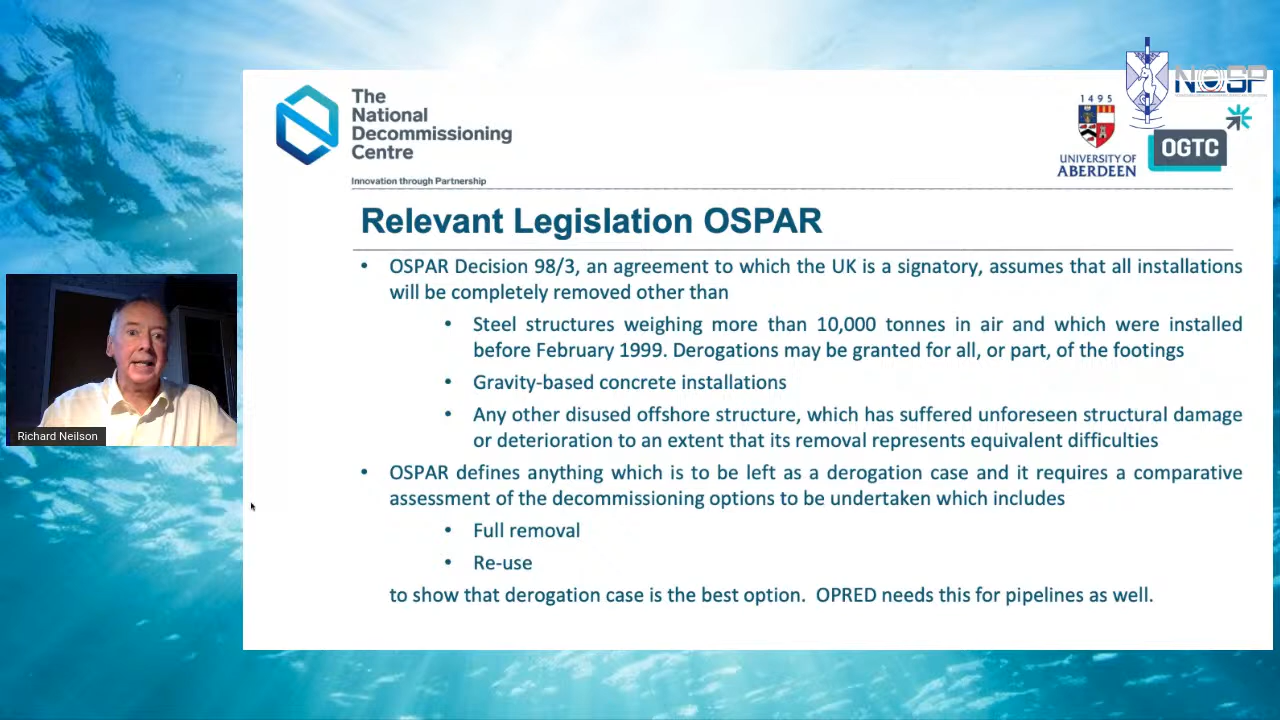 The
National
Decommissioning
Centre
Innovation through Partnership
1495
UNIVERSITY OF
ABERDEEN
OGTC
Relevant Legislation OSPAR
• OSPAR Decision 98/3, an agreement to which the UK is a signatory, assumes that all installations
will be completely removed other than
• Steel structures weighing more than 10,000 tonnes in air and which were installed
before February 1999. Derogations may be granted for all, or part, of the footings
• Gravity-based concrete installations
• Any other disused offshore structure, which has suffered unforeseen structural damage
or deterioration to an extent that its removal represents equivalent difficulties
• OSPAR defines anything which is to be left as a derogation case and it requires a comparative
assessment of the decommissioning options to be undertaken which includes
• Full removal
• Re-use
to show that derogation case is the best option. OPRED needs this for pipelines as well.
Richard Neilson